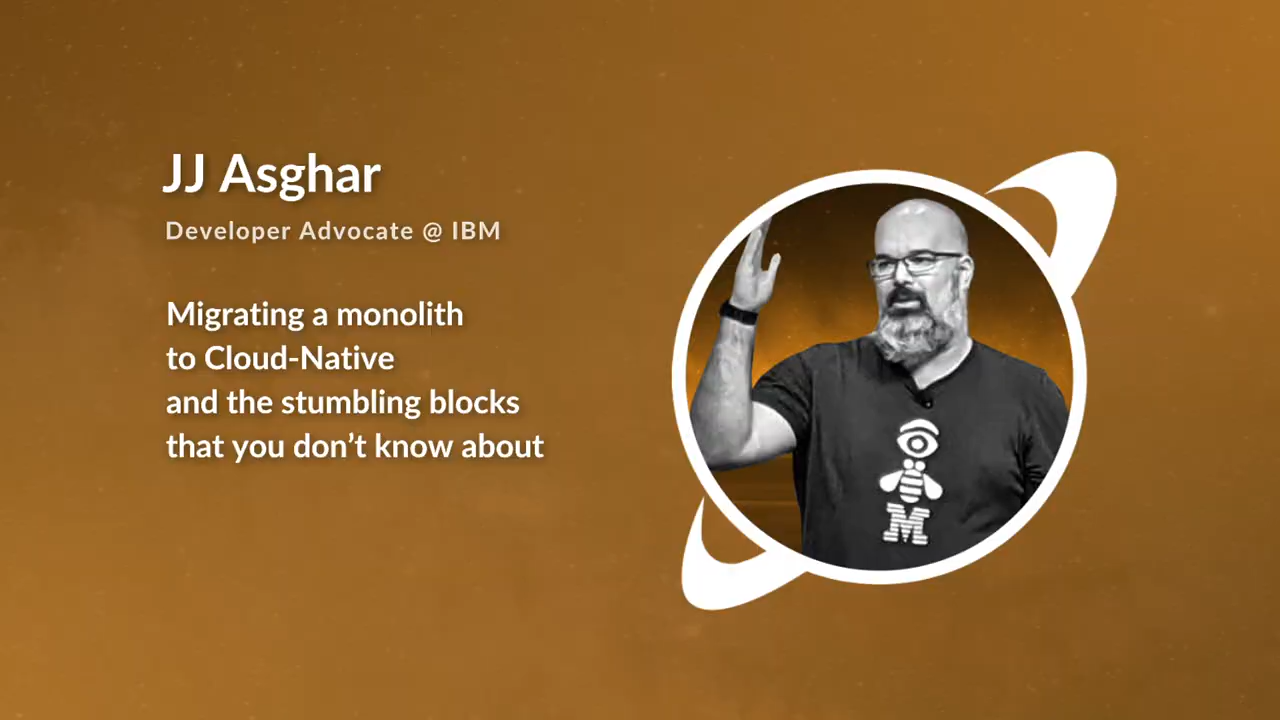 JJ Asghar
Developer Advocate @ IBM
Migrating a monolith
to Cloud-Native
and the stumbling blocks
that you don’t know about
M